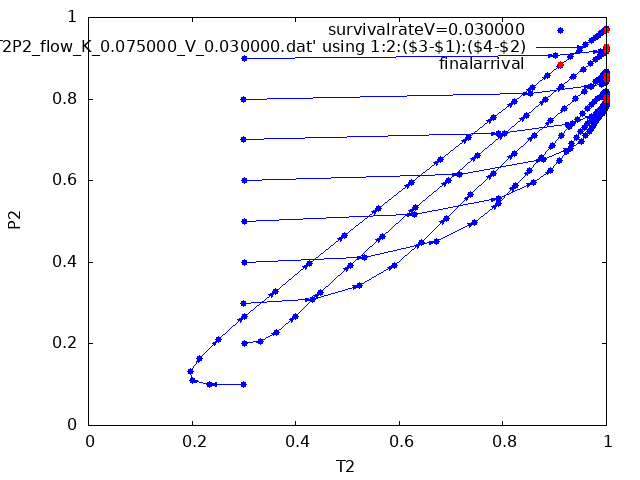 survivalrateV=0.030000
T2P2_flow_K_0.075000_V_0.030000.dat' using 1:2:($3-$1):($4-$2)
finalarrival
1
0.8
0.6
0.4
0.2
0
P2
0 0.2 0.4 0.6 0.8 1
T2